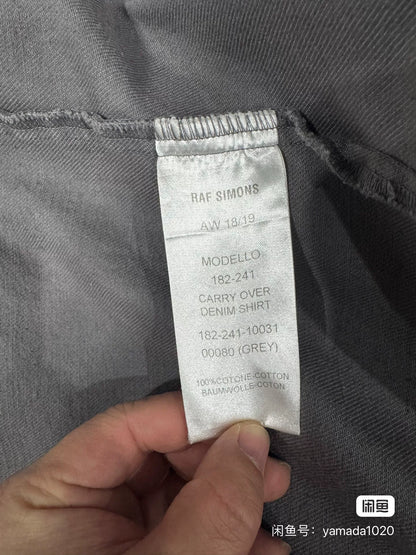 RAF SIMONS
AW 18/19
MODELLO
182-241
CARRY OVER
DENIM SHIRT
182-241-10031
00080 (GREY)
100%COTONE-COTTON
BAUMWOLLE-COTON
闲鱼
闲鱼号：yamada1020